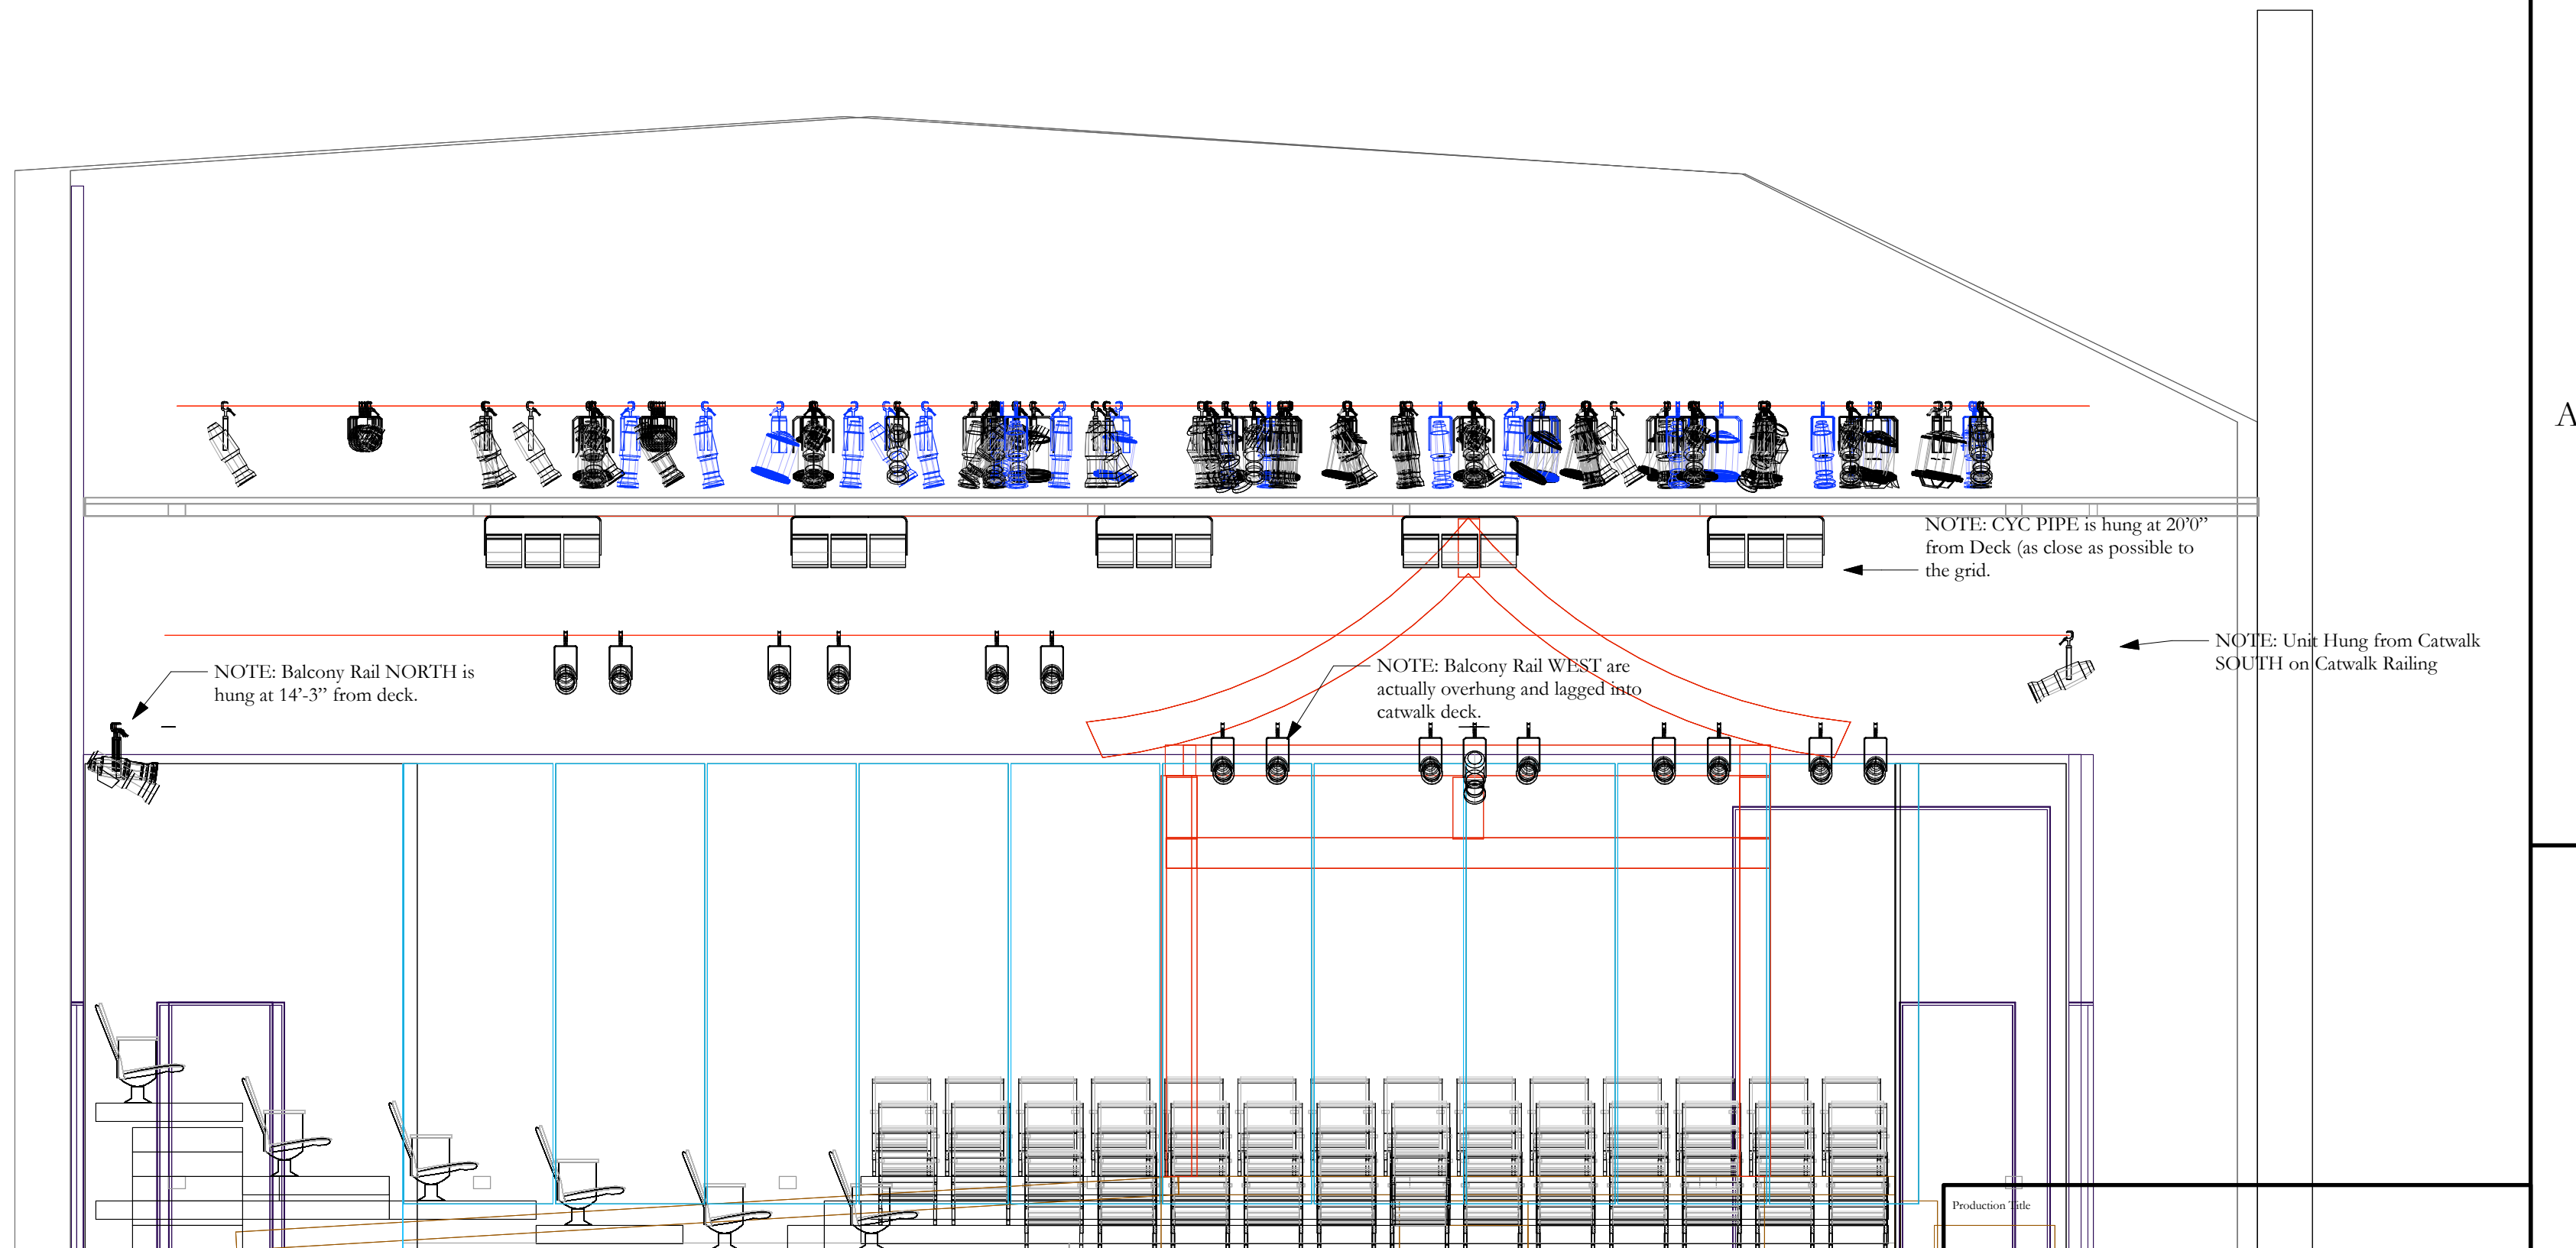 A
NOTE: CYC PIPE is hung at 20'0”
from Deck (as close as possible to
the grid.
NOTE: Unit Hung from Catwalk
SOUTH on Catwalk Railing
NOTE: Balcony Rail WEST are
actually overhung and lagged into
catwalk deck.
NOTE: Balcony Rail NORTH is
hung at 14'-3” from deck.
Production Title